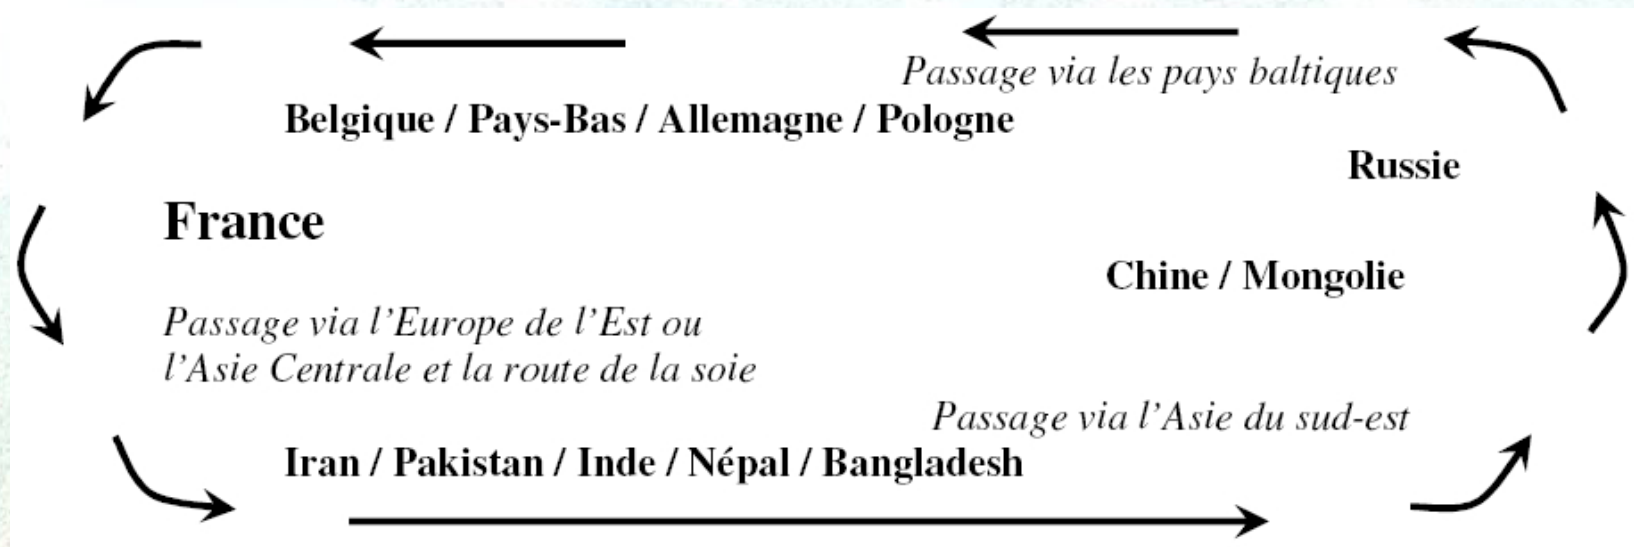 Passage via les pays baltiques
Belgique / Pays-Bas / Allemagne / Pologne
Russie
France
Chine / Mongolie
Passage via l'Europe de l'Est ou
l'Asie Centrale et la route de la soie
Passage via l'Asie du sud-est
Iran / Pakistan / Inde / Népal / Bangladesh